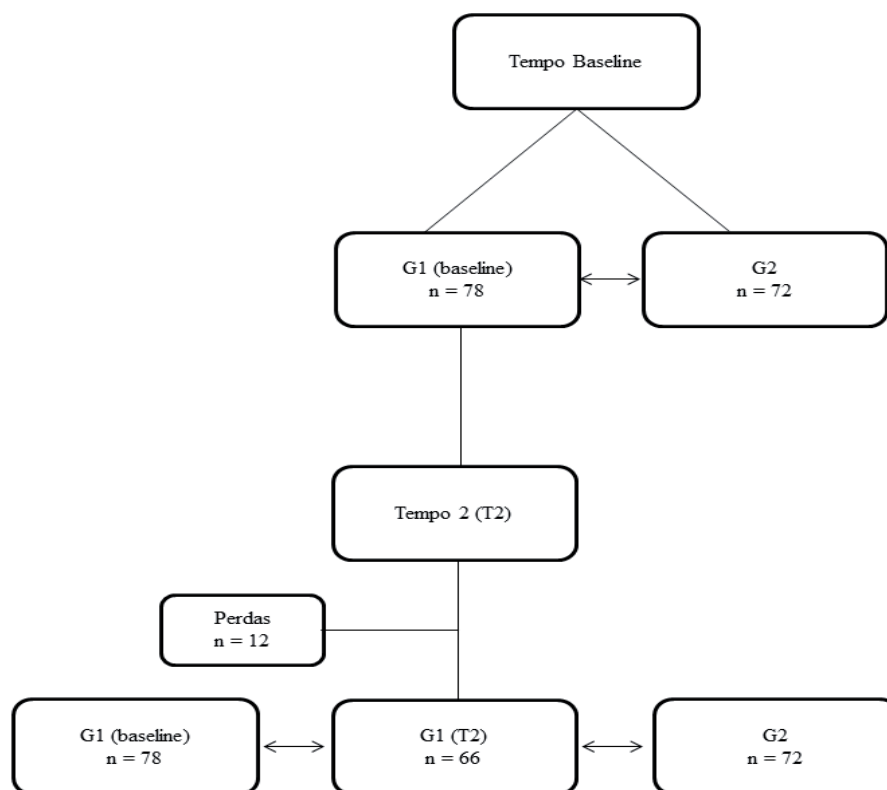 Tempo Baseline
G1 (baseline)
n = 78
G2
n = 72
Tempo 2 (T2)
Perdas
n = 12
G1 (baseline)
n = 78
G1 (T2)
n = 66
G2
n = 72